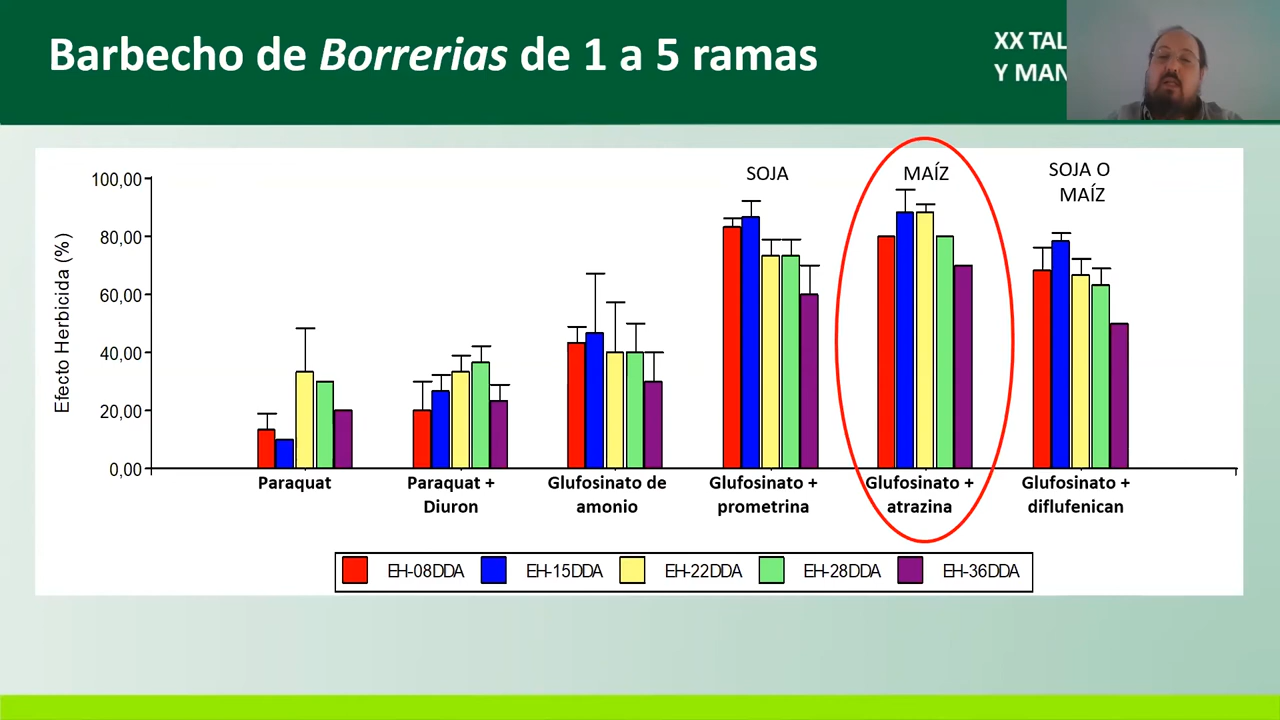 Barbecho de Borrerias de 1 a 5 ramas
XX TAL
Y MAN
SOJA
MAÍZ
SOJA O
MAÍZ
Efecto Herbicida (%)
100,00
80,00
60,00
40,00
20,00
0,00
Paraquat
Paraquat +
Diuron
Glufosinato de
amonio
Glufosinato +
prometrina
Glufosinato +
atrazina
Glufosinato +
diflufenican
EH-08DDA EH-15DDA EH-22DDA EH-28DDA EH-36DDA